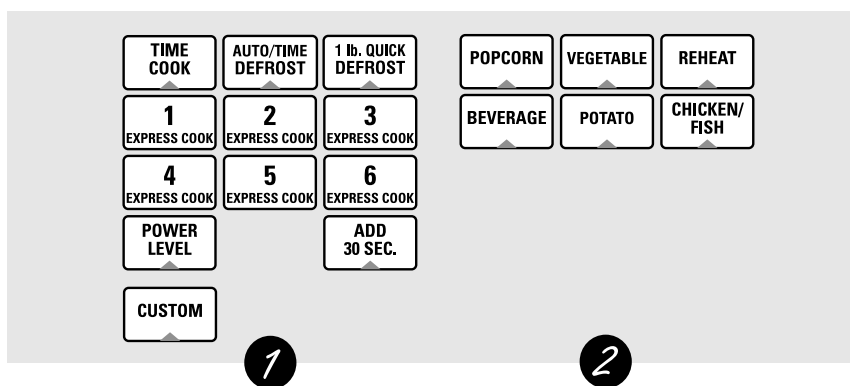 TIME
COOK
AUTO/TIME
DEFROST
1 lb. QUICK
DEFROST
1
EXPRESS COOK
2
EXPRESS COOK
3
EXPRESS COOK
4
EXPRESS COOK
5
EXPRESS COOK
6
EXPRESS COOK
POWER
LEVEL
ADD
30 SEC.
CUSTOM
1
POPCORN
VEGETABLE
REHEAT
BEVERAGE
POTATO
CHICKEN/
FISH
2